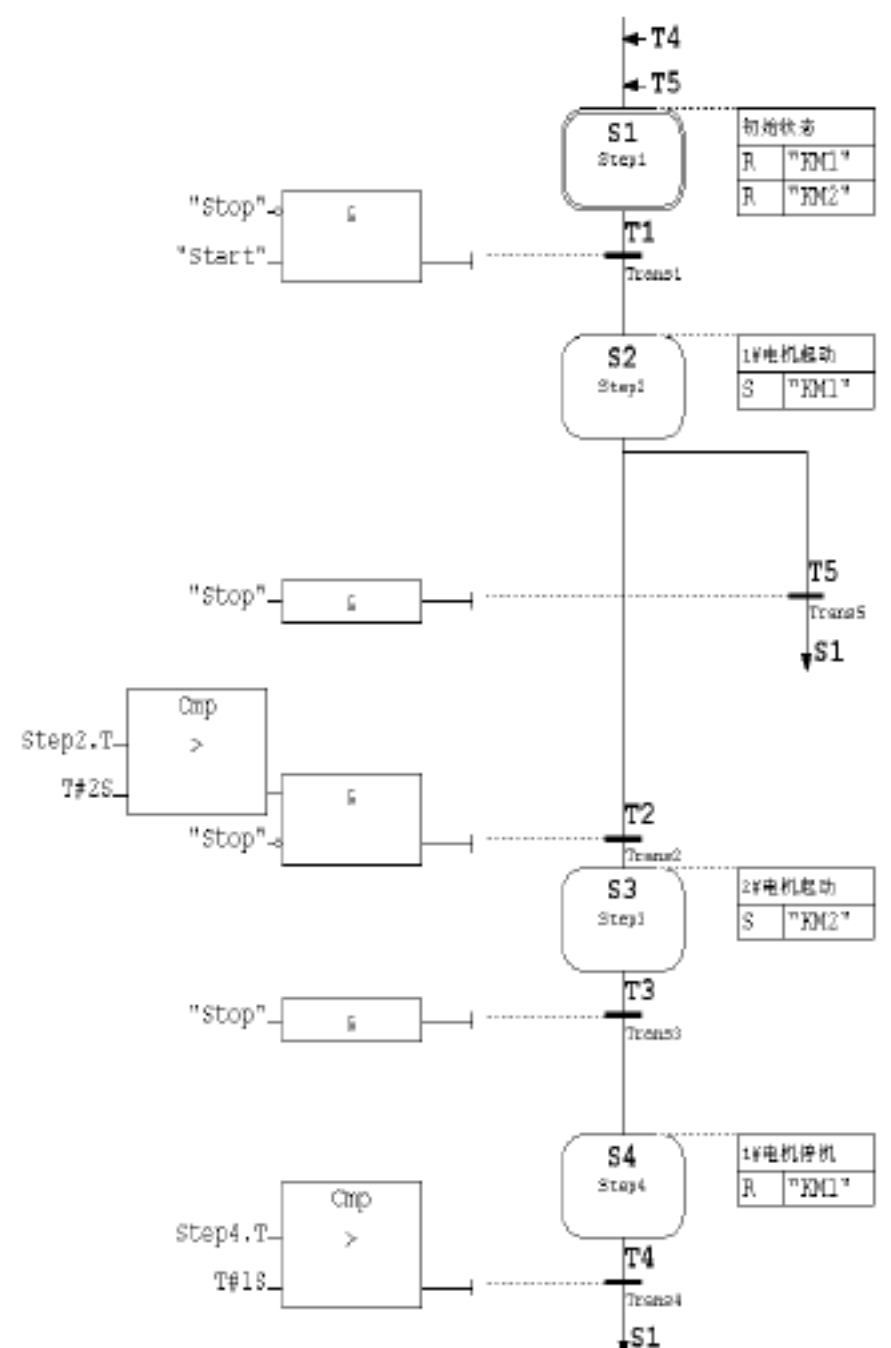 T4
T5
S1
Step1
初始状态
R "KM1"
R "KM2"
"Stop"
&
"Start"
T1
Trans1
S2
Step2
1#电机起动
S "KM1"
"Stop"
&
T5
Trans5
S1
Cmp
Step2.T
>
T#2S
&
"Stop"
T2
Trans2
S3
Step3
2#电机起动
S "KM2"
T3
"Stop"
&
Trans3
S4
Step4
1#电机停机
R "KM1"
Cmp
Step4.T
>
T#1S
T4
Trans4
S1